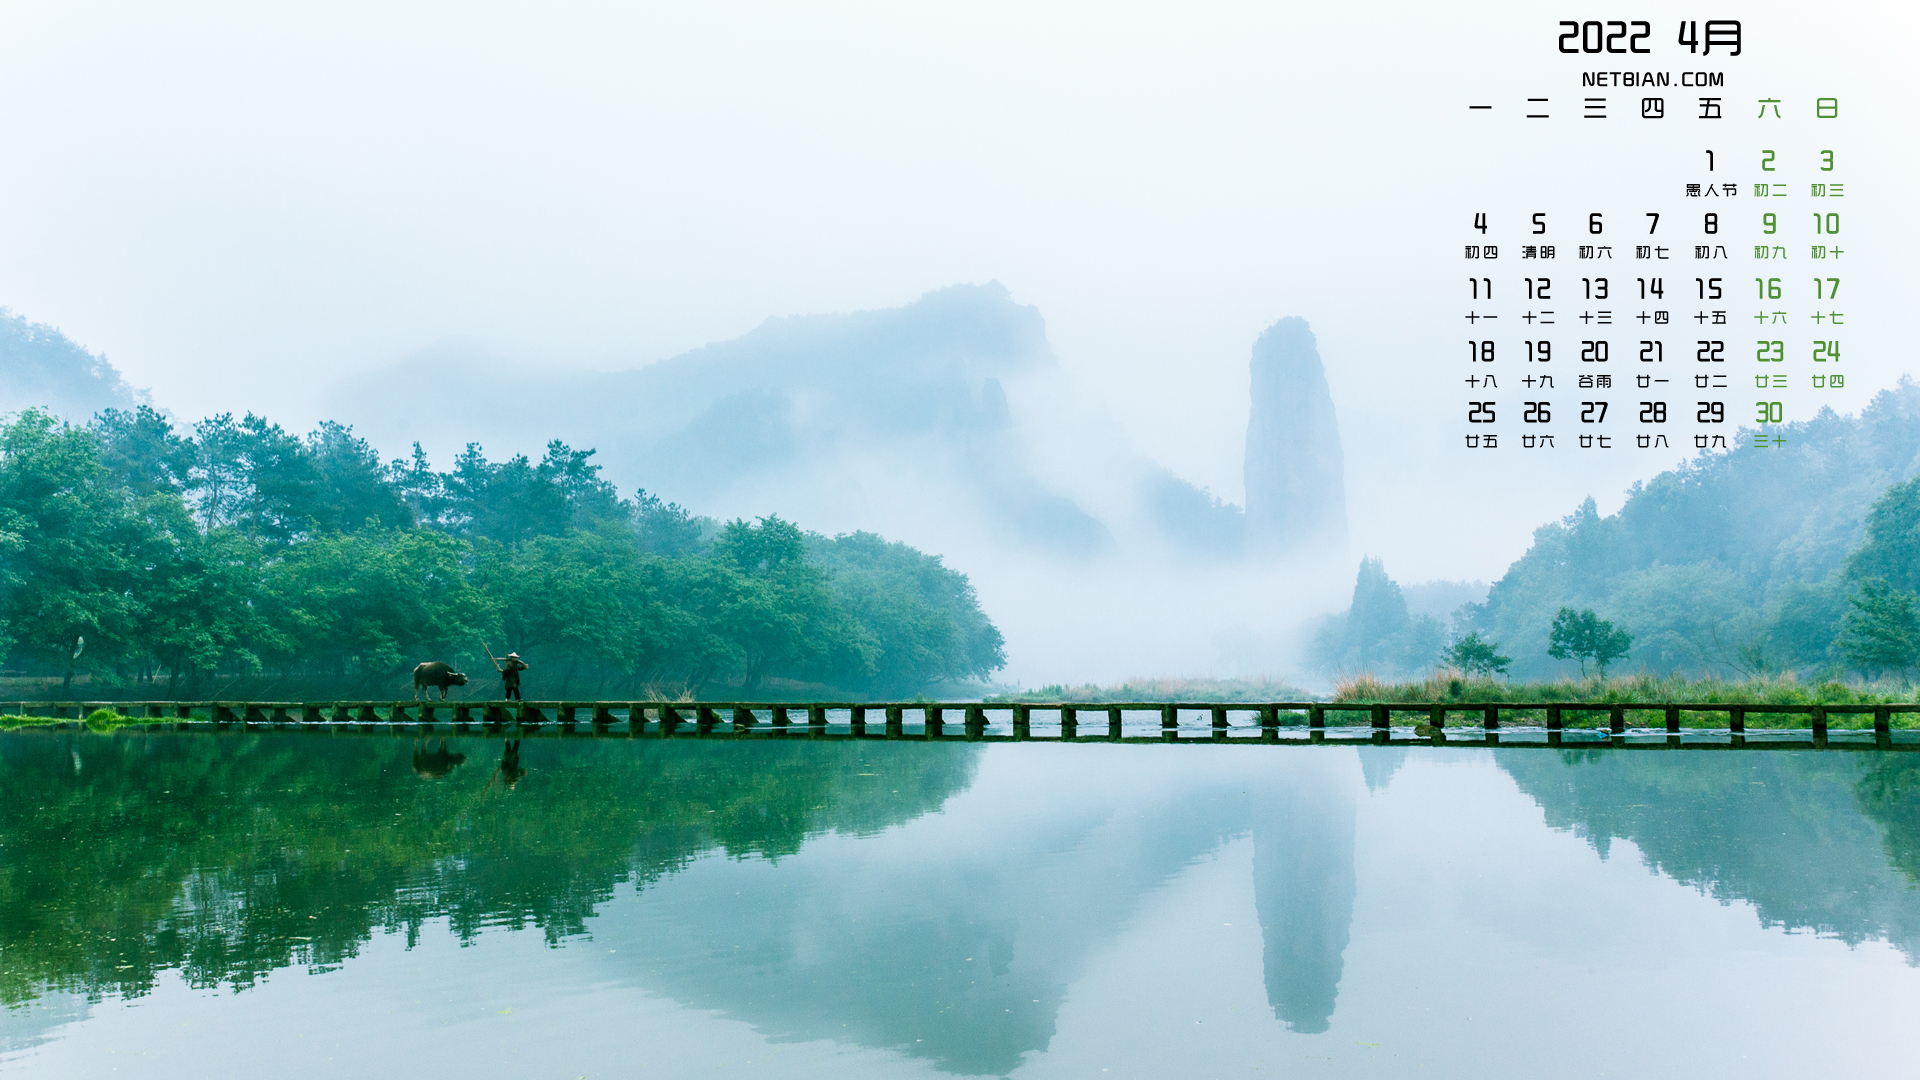 2022 4月
NETBIAN.COM
一 二 三 四 五 六 日
1 2 3
愚人节 初二 初三
4 5 6 7 8 9 10
初四 清明 初六 初七 初八 初九 初十
11 12 13 14 15 16 17
十一 十二 十三 十四 十五 十六 十七
18 19 20 21 22 23 24
十八 十九 谷雨 廿一 廿二 廿三 廿四
25 26 27 28 29 30
廿五 廿六 廿七 廿八 廿九 三十